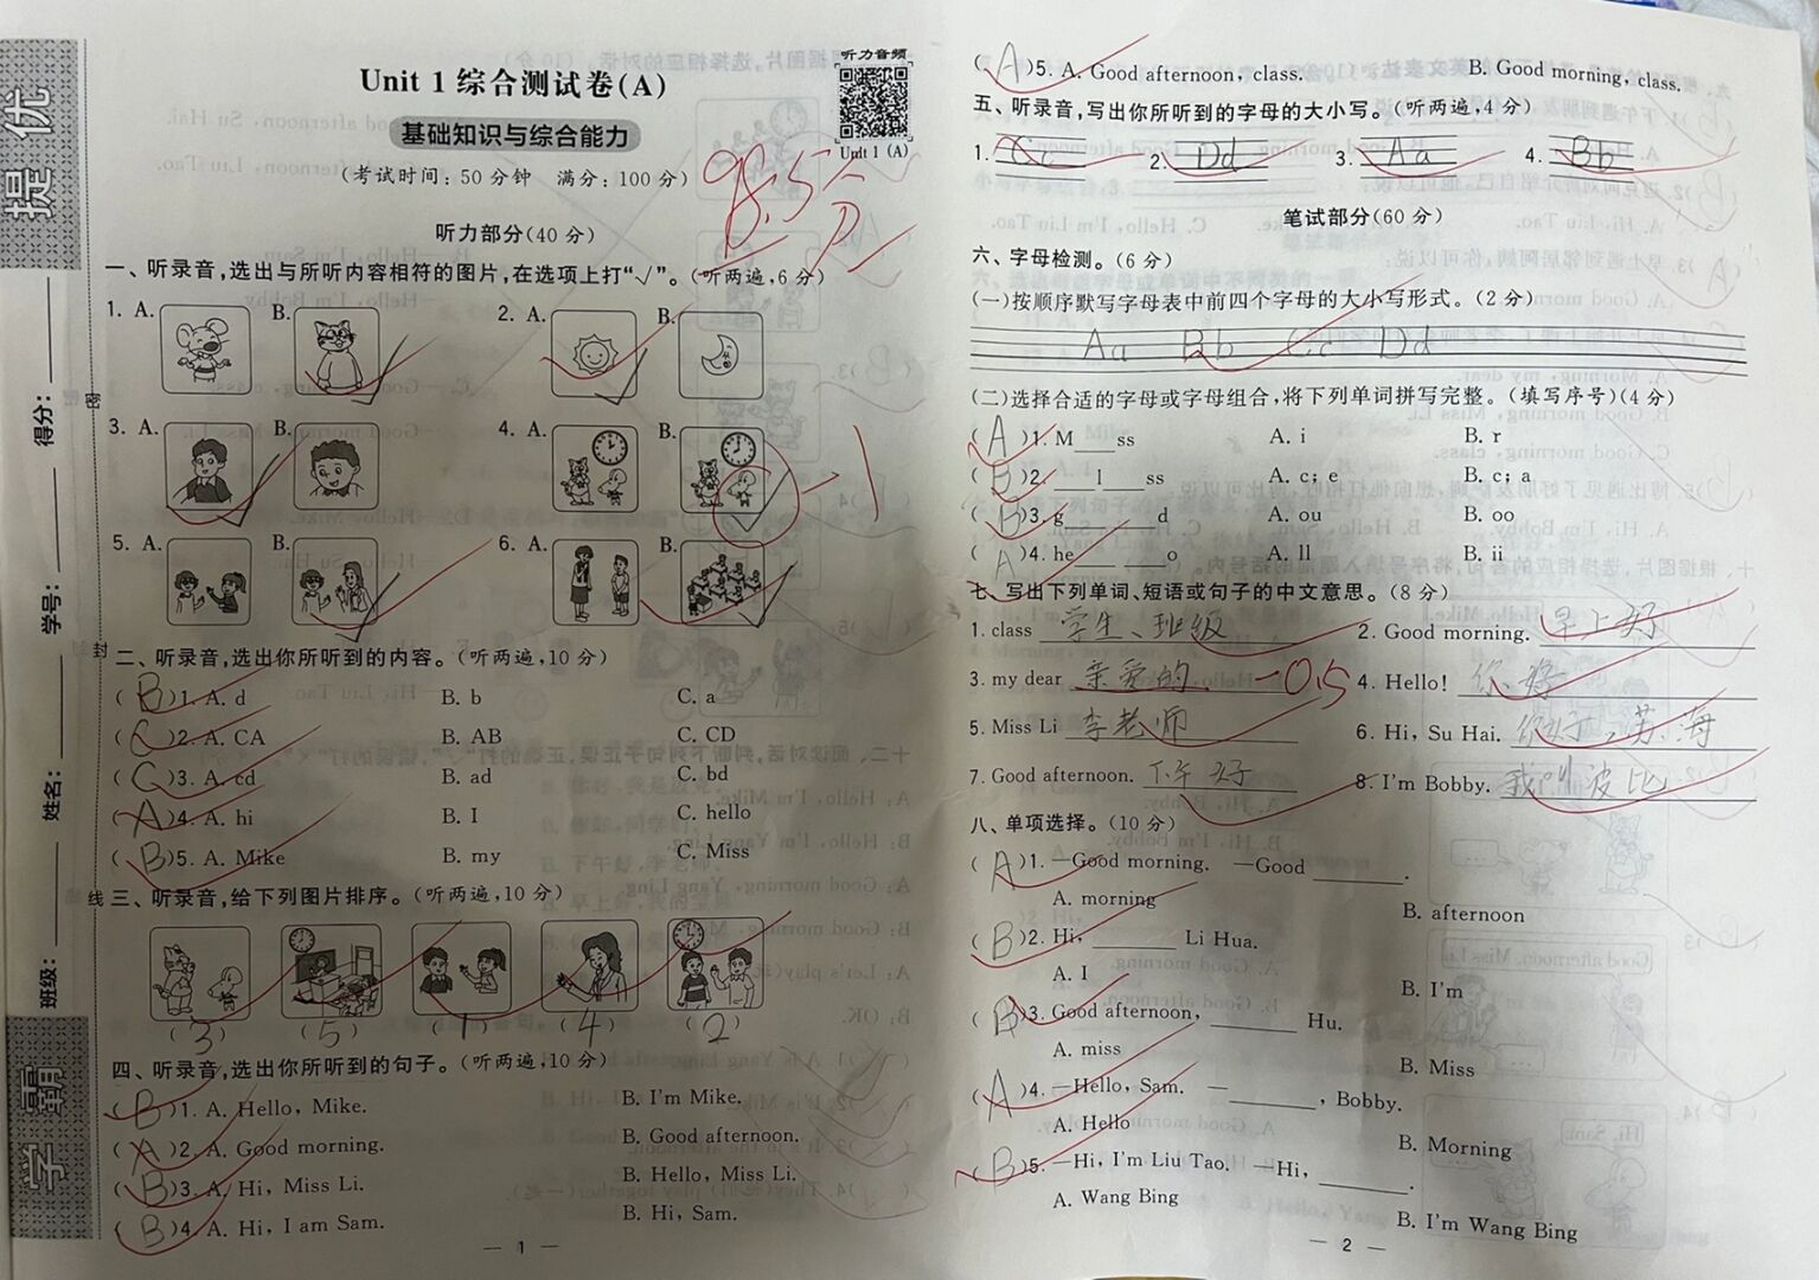 提优
得分：
学号：
姓名：
班级：
学霸
密
封
线
Unit 1 综合测试卷(A)
听力音频
Unit 1 (A)
基础知识与综合能力
(考试时间：50 分钟 满分：100 分)
98.5分
听力部分(40 分)
一、听录音，选出与所听内容相符的图片，在选项上打“√”。(听两遍，6 分)
1. A. B. 2. A. B.
3. A. B. 4. A. B. -1
5. A. B. 6. A. B.
二、听录音，选出你所听到的内容。(听两遍，10 分)
(B)1. A. d B. b C. a
(C)2. A. CA B. AB C. CD
(C)3. A. cd B. ad C. bd
(A)4. A. hi B. I C. hello
(B)5. A. Mike B. my C. Miss
三、听录音，给下列图片排序。(听两遍，10 分)
(3) (5) (1) (4) (2)
四、听录音，选出你所听到的句子。(听两遍，10 分)
(B)1. A. Hello, Mike. B. I'm Mike.
(A)2. A. Good morning. B. Good afternoon.
(B)3. A. Hi, Miss Li. B. Hello, Miss Li.
(B)4. A. Hi, I am Sam. B. Hi, Sam.
— 1 —
(A)5. A. Good afternoon, class. B. Good morning, class.
五、听录音，写出你所听到的字母的大小写。(听两遍，4 分)
1. Cc 2. Dd 3. Aa 4. Bb
笔试部分(60 分)
六、字母检测。(6 分)
(一)按顺序默写字母表中前四个字母的大小写形式。(2 分)
Aa Bb Cc Dd
(二)选择合适的字母或字母组合，将下列单词拼写完整。(填写序号)(4 分)
(A)1. M____ss A. i B. r
(B)2. ____l____ss A. c; e B. c; a
(B)3. g________d A. ou B. oo
(A)4. he____ ____o A. ll B. ii
七、写出下列单词、短语或句子的中文意思。(8 分)
1. class 学生、班级 2. Good morning. 早上好
3. my dear 亲爱的 -0.5 4. Hello! 你好
5. Miss Li 李老师 6. Hi, Su Hai. 你好，苏海
7. Good afternoon. 下午好 8. I'm Bobby. 我叫波比
八、单项选择。(10 分)
(A)1. —Good morning. —Good ________.
A. morning B. afternoon
(B)2. Hi, ________ Li Hua.
A. I B. I'm
(B)3. Good afternoon, ________ Hu.
A. miss B. Miss
(A)4. —Hello, Sam. —________, Bobby.
A. Hello B. Morning
(B)5. —Hi, I'm Liu Tao. —Hi, ________.
A. Wang Bing B. I'm Wang Bing
— 2 —